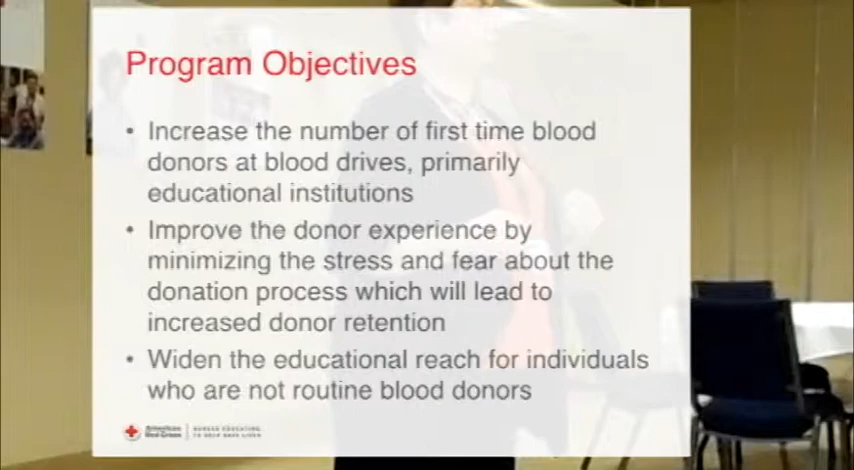 Program Objectives
• Increase the number of first time blood
donors at blood drives, primarily
educational institutions
• Improve the donor experience by
minimizing the stress and fear about the
donation process which will lead to
increased donor retention
• Widen the educational reach for individuals
who are not routine blood donors
American
Red Cross